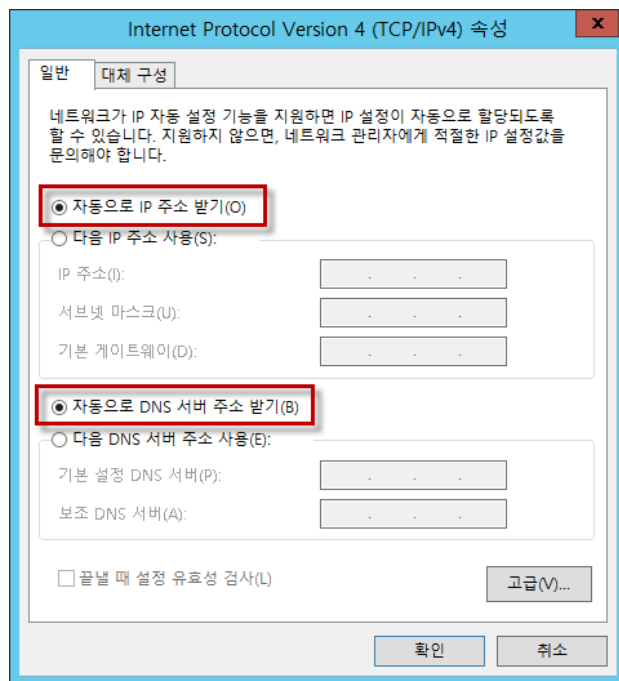 Internet Protocol Version 4 (TCP/IPv4) 속성
x
일반
대체 구성
네트워크가 IP 자동 설정 기능을 지원하면 IP 설정이 자동으로 할당되도록
할 수 있습니다. 지원하지 않으면, 네트워크 관리자에게 적절한 IP 설정값을
문의해야 합니다.
자동으로 IP 주소 받기(O)
다음 IP 주소 사용(S):
IP 주소(I):
서브넷 마스크(U):
기본 게이트웨이(D):
자동으로 DNS 서버 주소 받기(B)
다음 DNS 서버 주소 사용(E):
기본 설정 DNS 서버(P):
보조 DNS 서버(A):
끝낼 때 설정 유효성 검사(L)
고급(V)...
확인
취소